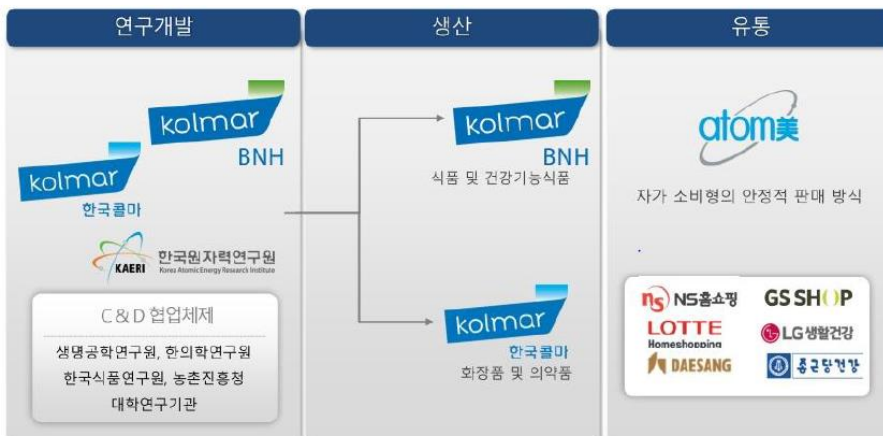 연구개발
생산
유통
kolmar
BNH
kolmar
한국콜마
KAERI
한국원자력연구원
Korea Atomic Energy Research Institute
C&D 협업체제
생명공학연구원, 한의학연구원
한국식품연구원, 농촌진흥청
대학연구기관
kolmar
BNH
식품 및 건강기능식품
kolmar
한국콜마
화장품 및 의약품
atom美
자가 소비형의 안정적 판매 방식
ns NS홈쇼핑
GS SHOP
LOTTE
Homeshopping
LG생활건강
DAESANG
종근당건강